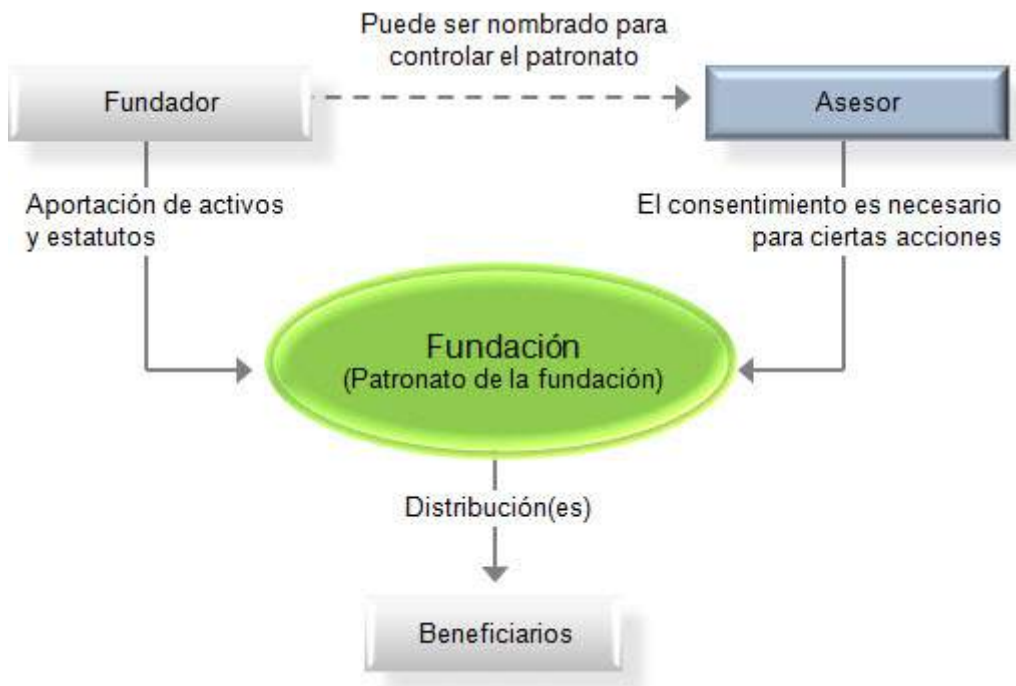 Puede ser nombrado para
controlar el patronato
Fundador
Asesor
Aportación de activos
y estatutos
El consentimiento es necesario
para ciertas acciones
Fundación
(Patronato de la fundación)
Distribución(es)
Beneficiarios